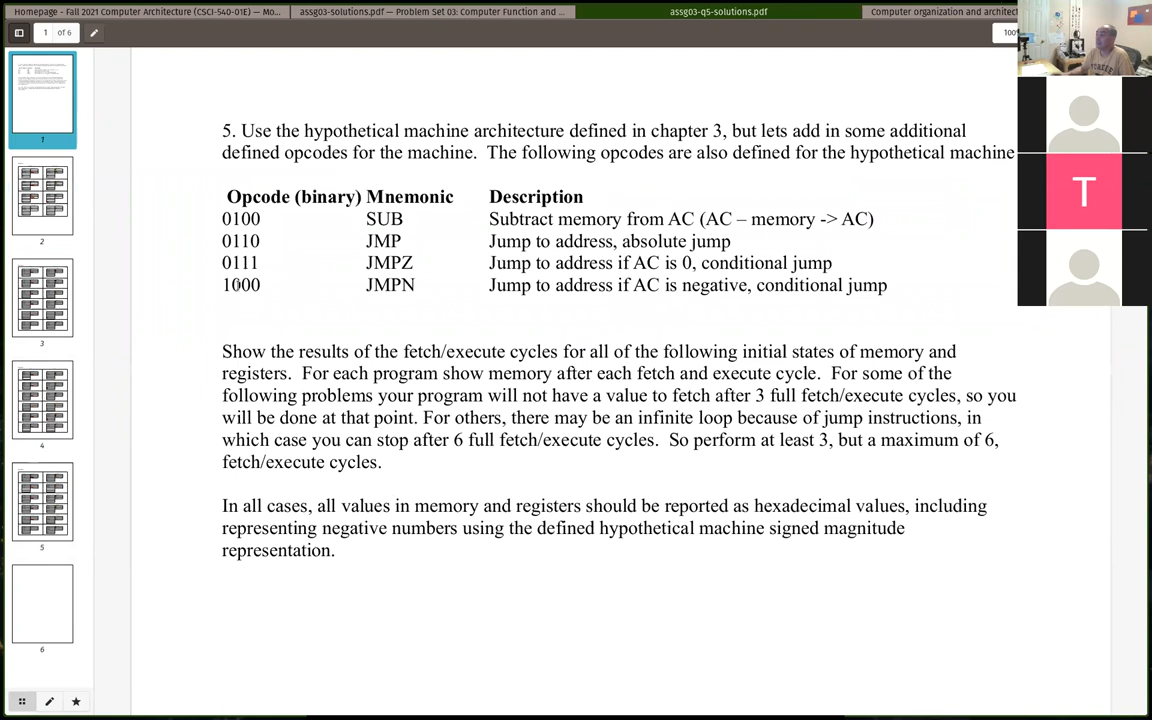 Homepage - Fall 2021 Computer Architecture (CSCI-540-01E) — Mo...
assg03-solutions.pdf — Problem Set 03: Computer Function and ...
assg03-q5-solutions.pdf
Computer organization and architec
1 of 6
100
5. Use the hypothetical machine architecture defined in chapter 3, but lets add in some additional
defined opcodes for the machine. The following opcodes are also defined for the hypothetical machine
Opcode (binary) Mnemonic Description
0100 SUB Subtract memory from AC (AC – memory -> AC)
0110 JMP Jump to address, absolute jump
0111 JMPZ Jump to address if AC is 0, conditional jump
1000 JMPN Jump to address if AC is negative, conditional jump
Show the results of the fetch/execute cycles for all of the following initial states of memory and
registers. For each program show memory after each fetch and execute cycle. For some of the
following problems your program will not have a value to fetch after 3 full fetch/execute cycles, so you
will be done at that point. For others, there may be an infinite loop because of jump instructions, in
which case you can stop after 6 full fetch/execute cycles. So perform at least 3, but a maximum of 6,
fetch/execute cycles.
In all cases, all values in memory and registers should be reported as hexadecimal values, including
representing negative numbers using the defined hypothetical machine signed magnitude
representation.
1
2
3
4
5
6
T